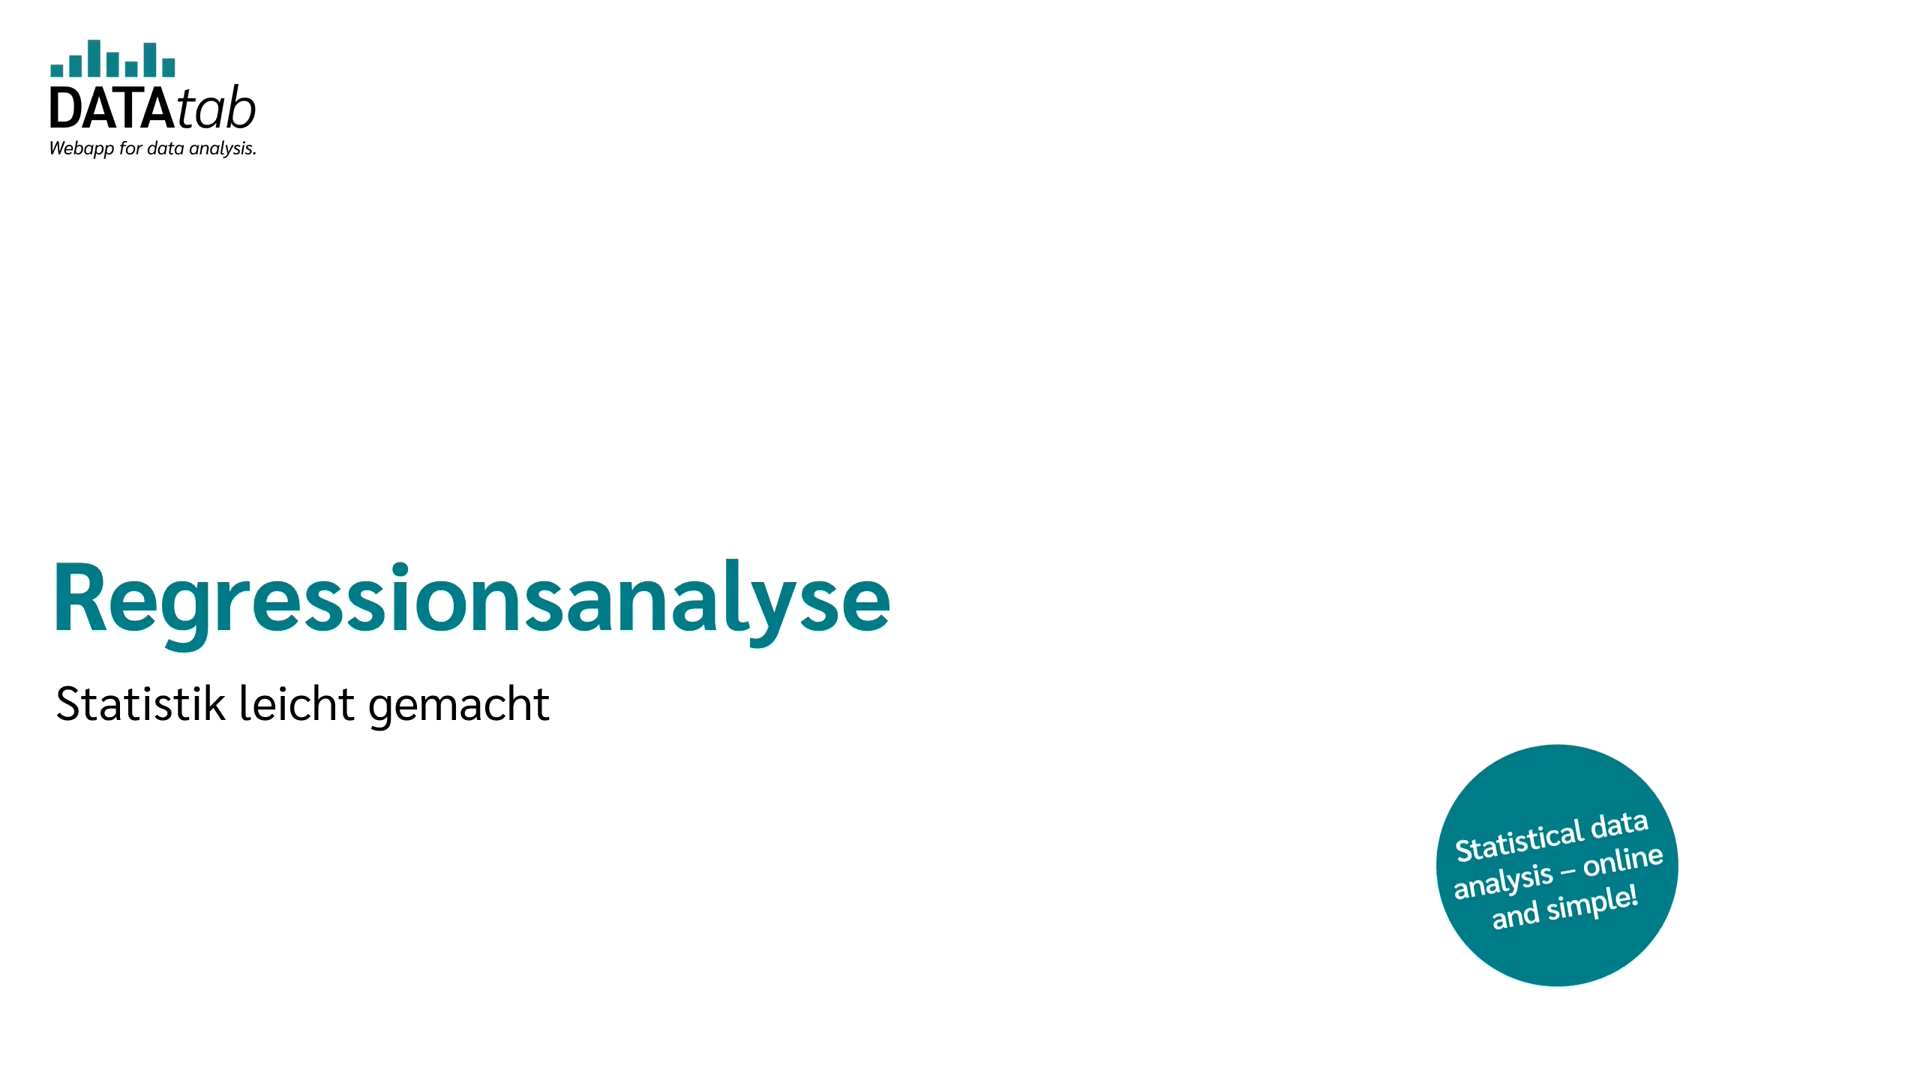 DATAtab
Webapp for data analysis.
Regressionsanalyse
Statistik leicht gemacht
Statistical data
analysis – online
and simple!